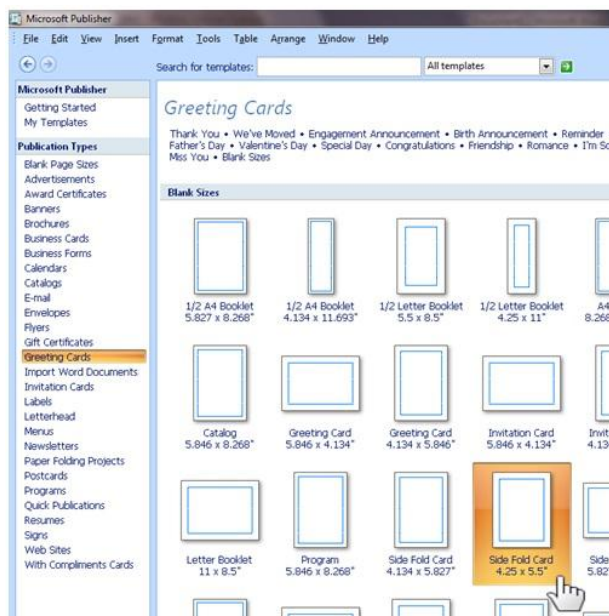 Microsoft Publisher
File Edit View Insert Format Tools Table Arrange Window Help
Search for templates: All templates
Microsoft Publisher
Getting Started
My Templates
Publication Types
Blank Page Sizes
Advertisements
Award Certificates
Banners
Brochures
Business Cards
Business Forms
Calendars
Catalogs
E-mail
Envelopes
Flyers
Gift Certificates
Greeting Cards
Import Word Documents
Invitation Cards
Labels
Letterhead
Menus
Newsletters
Paper Folding Projects
Postcards
Programs
Quick Publications
Resumes
Signs
Web Sites
With Compliments Cards
Greeting Cards
Thank You • We've Moved • Engagement Announcement • Birth Announcement • Reminder
Father's Day • Valentine's Day • Special Day • Congratulations • Friendship • Romance • I'm
Miss You • Blank Sizes
Blank Sizes
1/2 A4 Booklet 1/2 A4 Booklet 1/2 Letter Booklet 1/2 Letter Booklet
5.827 x 8.268" 4.134 x 11.693" 5.5 x 8.5" 4.25 x 11"
Catalog Greeting Card Greeting Card Invitation Card
5.846 x 8.268" 5.846 x 4.134" 4.134 x 5.846" 5.846 x 4.134"
Letter Booklet Program Side Fold Card Side Fold Card Side
11 x 8.5" 5.846 x 8.268" 4.134 x 5.827" 4.25 x 5.5"